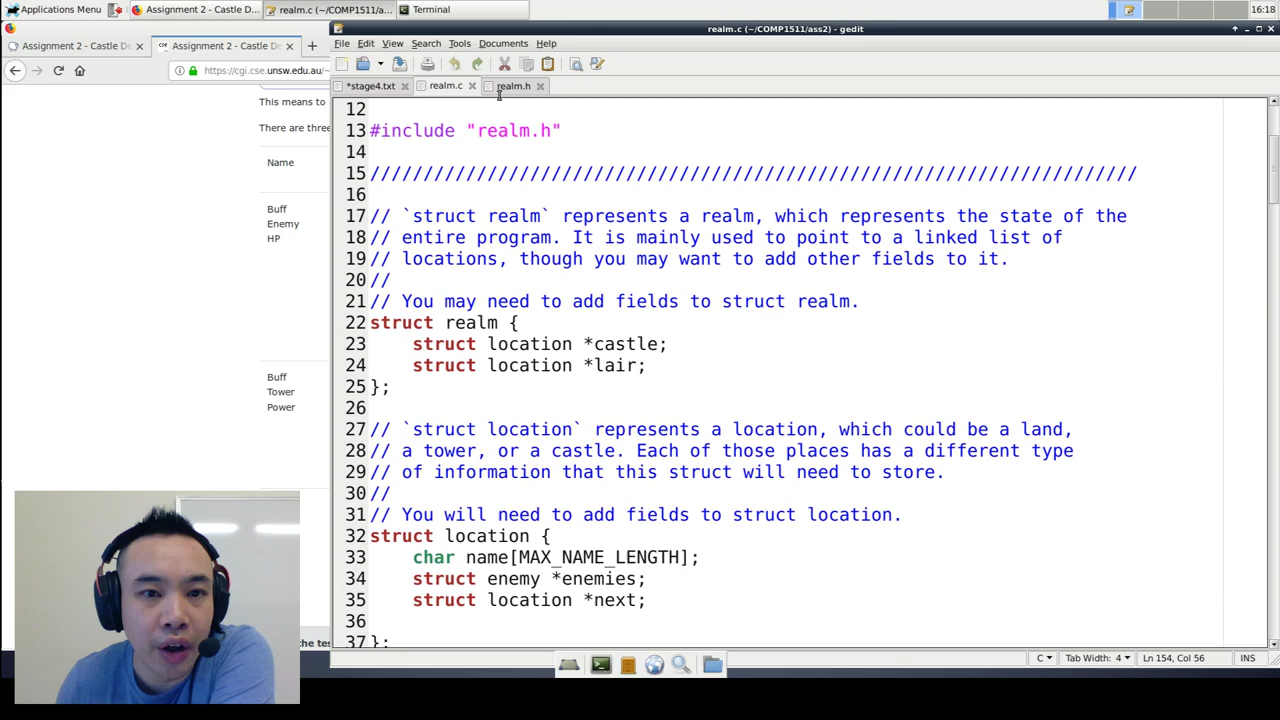 Applications Menu
Assignment 2 - Castle D...
realm.c (~/COMP1511/ass2...
Terminal
16:18
Assignment 2 - Castle De
CSE Assignment 2 - Castle De
https://cgi.cse.unsw.edu.au/~
This means to
There are three
Name
Buff
Enemy
HP
Buff
Tower
Power
the tes
realm.c (~/COMP1511/ass2) - gedit
File Edit View Search Tools Documents Help
*stage4.txt
realm.c
realm.h
12
13 #include "realm.h"
14
15 ////////////////////////////////////////////////////////////////////////
16
17 // `struct realm` represents a realm, which represents the state of the
18 // entire program. It is mainly used to point to a linked list of
19 // locations, though you may want to add other fields to it.
20 //
21 // You may need to add fields to struct realm.
22 struct realm {
23     struct location *castle;
24     struct location *lair;
25 };
26
27 // `struct location` represents a location, which could be a land,
28 // a tower, or a castle. Each of those places has a different type
29 // of information that this struct will need to store.
30 //
31 // You will need to add fields to struct location.
32 struct location {
33     char name[MAX_NAME_LENGTH];
34     struct enemy *enemies;
35     struct location *next;
36
37 };
C
Tab Width: 4
Ln 154, Col 56
INS